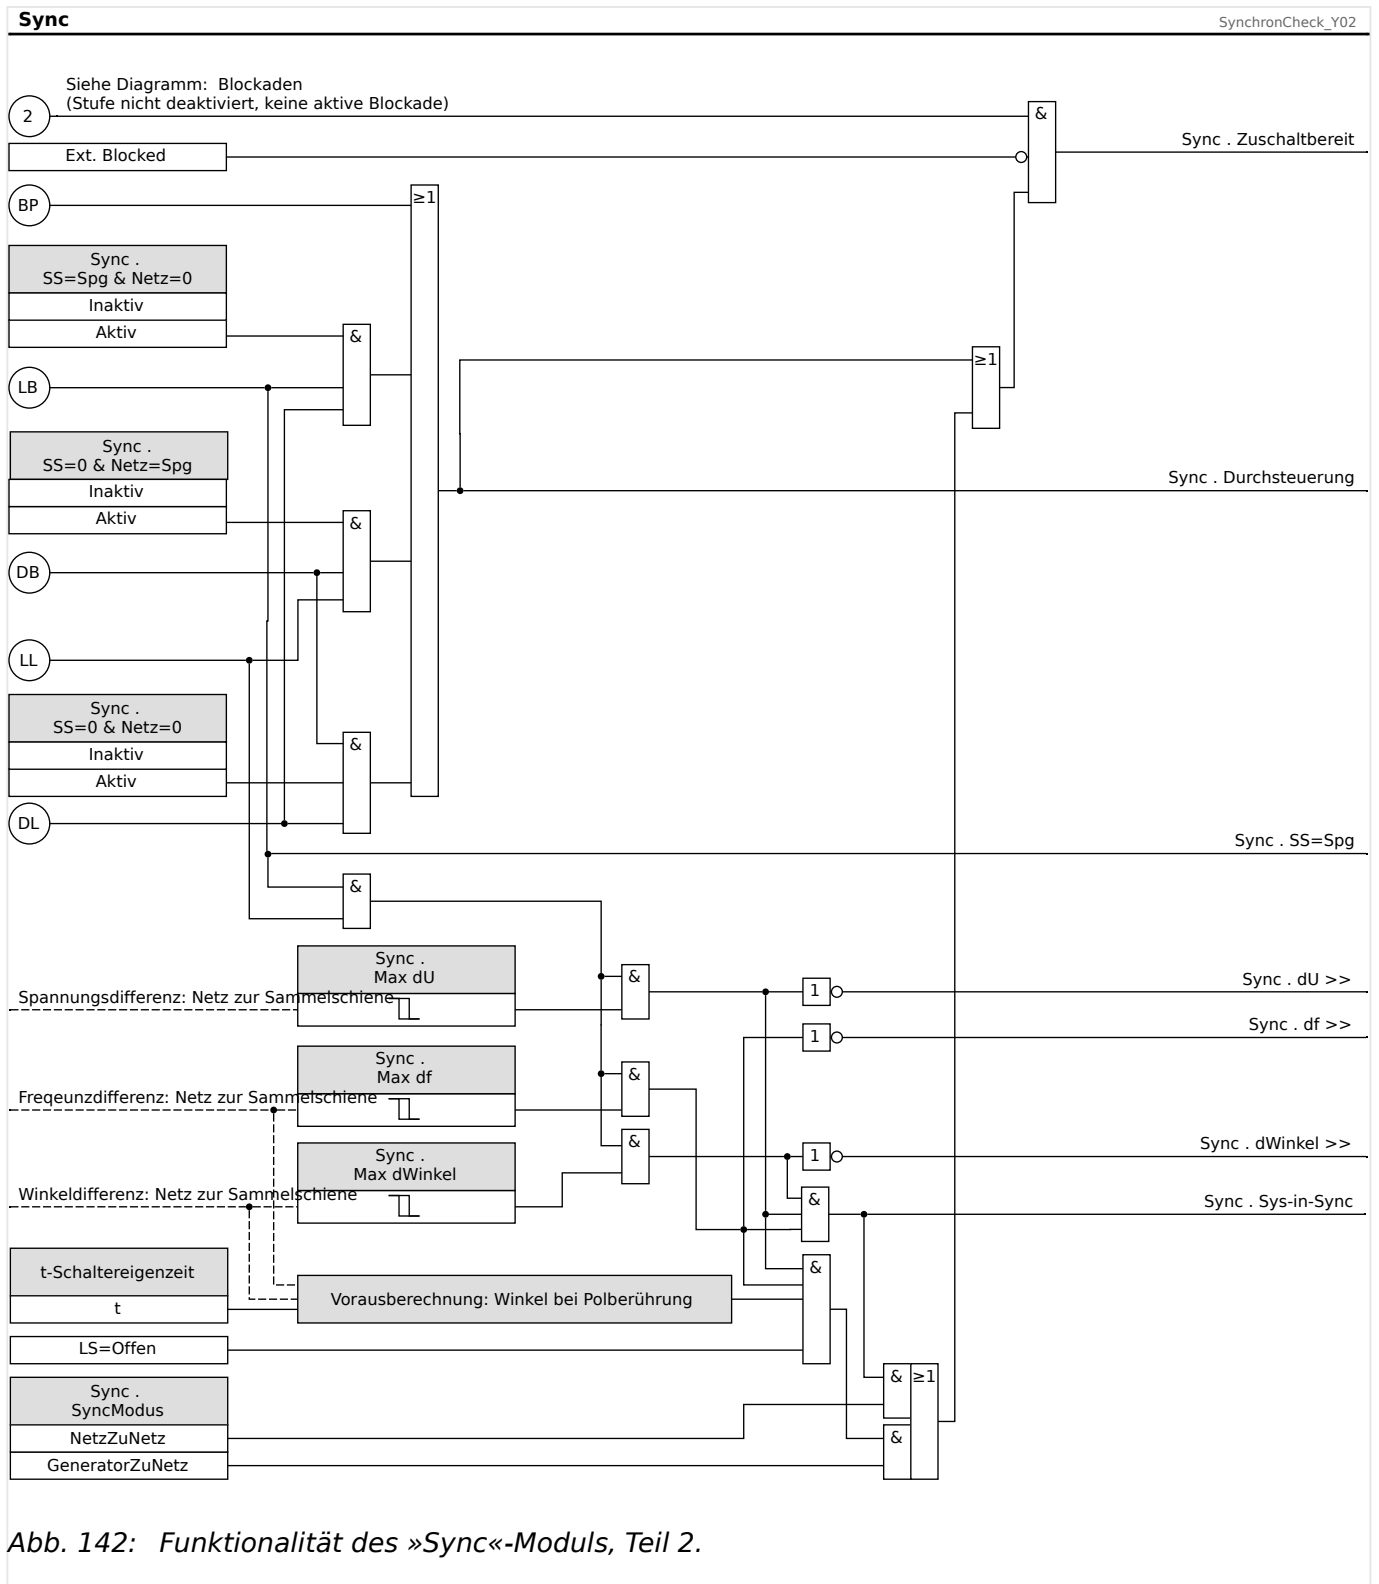 Sync
SynchronCheck_Y02
Siehe Diagramm: Blockaden
(Stufe nicht deaktiviert, keine aktive Blockade)
2
&
Sync . Zuschaltbereit
Ext. Blocked
BP
≥1
Sync .
SS=Spg & Netz=0
Inaktiv
Aktiv
&
≥1
LB
Sync .
SS=0 & Netz=Spg
Inaktiv
Sync . Durchsteuerung
Aktiv
&
DB
LL
Sync .
SS=0 & Netz=0
Inaktiv
&
Aktiv
DL
Sync . SS=Spg
&
Sync .
Max dU
Spannungsdifferenz: Netz zur Sammelschiene
&
1
Sync . dU >>
1
Sync . df >>
Sync .
Max df
Freqeunzdifferenz: Netz zur Sammelschiene
&
&
1
Sync . dWinkel >>
Sync .
Max dWinkel
Winkeldifferenz: Netz zur Sammelschiene
&
Sync . Sys-in-Sync
t-Schaltereigenzeit
t
&
Vorausberechnung: Winkel bei Polberührung
LS=Offen
Sync .
SyncModus
NetzZuNetz
GeneratorZuNetz
&
≥1
&
Abb. 142: Funktionalität des »Sync«-Moduls, Teil 2.